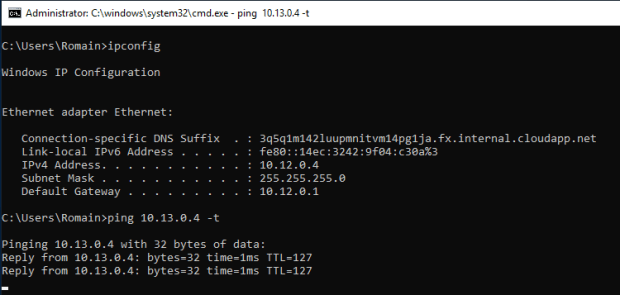 Administrator: C:\windows\system32\cmd.exe - ping 10.13.0.4 -t
C:\Users\Romain>ipconfig
Windows IP Configuration
Ethernet adapter Ethernet:
Connection-specific DNS Suffix . : 3q5q1m142luupmnitvm14pg1ja.fx.internal.cloudapp.net
Link-local IPv6 Address . . . . . : fe80::14ec:3242:9f04:c30a%3
IPv4 Address. . . . . . . . . . . : 10.12.0.4
Subnet Mask . . . . . . . . . . . : 255.255.255.0
Default Gateway . . . . . . . . . : 10.12.0.1
C:\Users\Romain>ping 10.13.0.4 -t
Pinging 10.13.0.4 with 32 bytes of data:
Reply from 10.13.0.4: bytes=32 time=1ms TTL=127
Reply from 10.13.0.4: bytes=32 time=1ms TTL=127